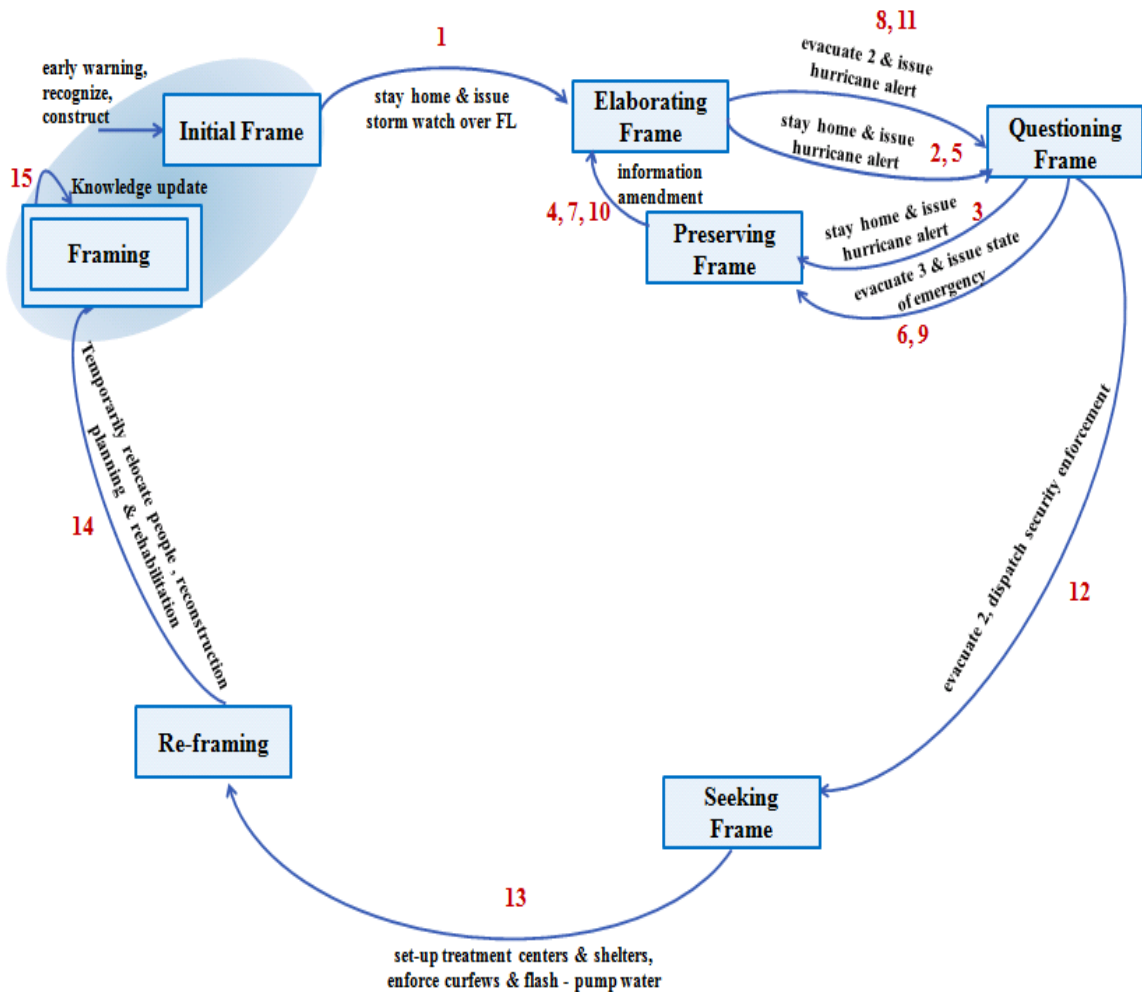 1
8, 11
early warning,
recognize,
construct
Initial Frame
stay home & issue
storm watch over FL
Elaborating
Frame
evacuate 2 & issue
hurricane alert
stay home & issue
hurricane alert
2, 5
Questioning
Frame
15
Knowledge update
Framing
information
amendment
4, 7, 10
Preserving
Frame
stay home & issue
hurricane alert
3
evacuate 3 & issue state
of emergency
6, 9
Temporarily relocate people , reconstruction
planning & rehabilitation
14
evacuate 2, dispatch security enforcement
12
Re-framing
Seeking
Frame
13
set-up treatment centers & shelters,
enforce curfews & flash - pump water